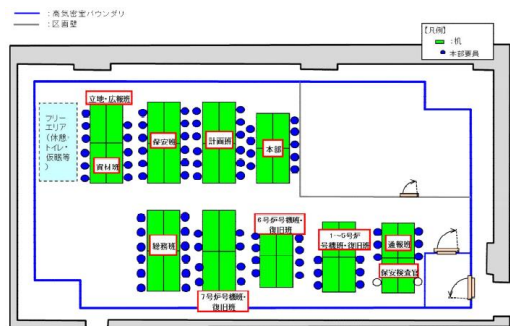 ：高気密室バウンダリ
：区画壁
【凡例】
：机
：本部要員
立地・広報班
フリー
エリア
（休憩・
トイレ・
仮眠等
）
資材班
保安班
計画班
本部
総務班
7号炉号機班・
復旧班
6号炉号機班・
復旧班
1～5号炉
号機班・復旧班
通報班
保安検査官